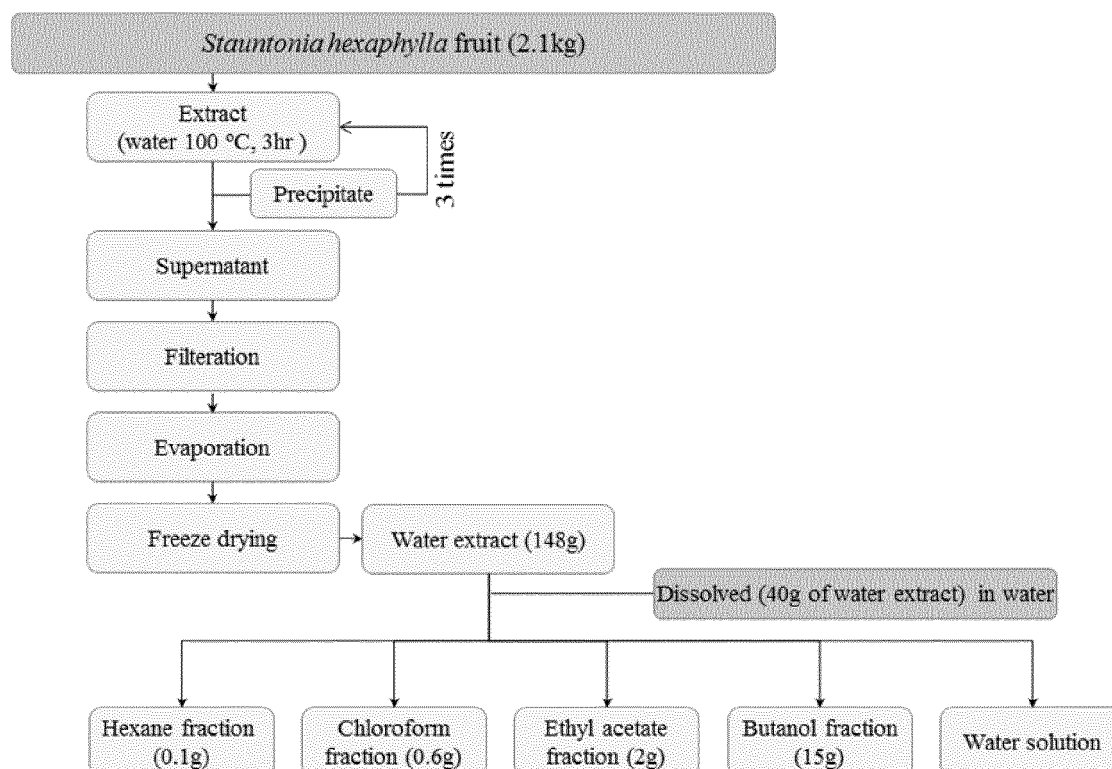 Stauntonia hexaphylla fruit (2.1kg)
Extract
(water 100 °C, 3hr )
3 times
Precipitate
Supernatant
Filteration
Evaporation
Freeze drying
Water extract (148g)
Dissolved (40g of water extract) in water
Hexane fraction
(0.1g)
Chloroform
fraction (0.6g)
Ethyl acetate
fraction (2g)
Butanol fraction
(15g)
Water solution